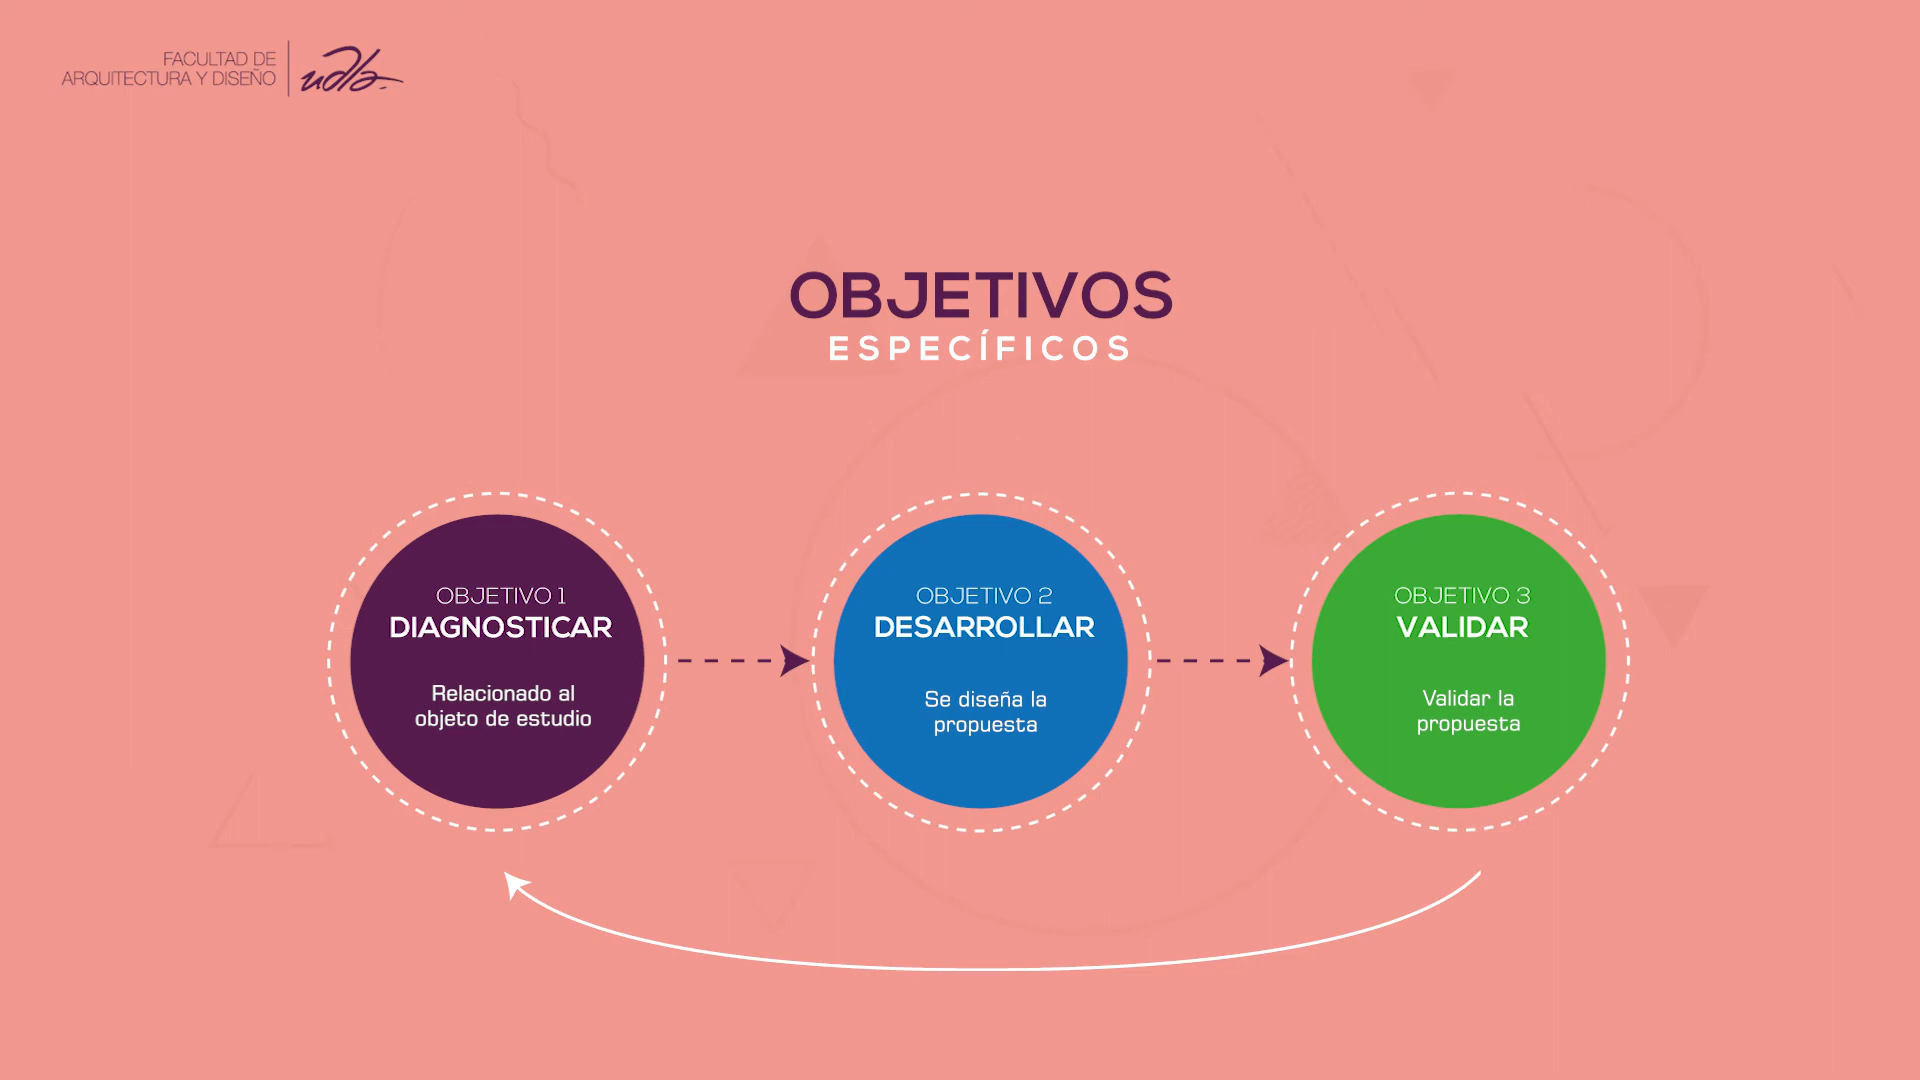 FACULTAD DE
ARQUITECTURA Y DISEÑO
udla
OBJETIVOS
ESPECÍFICOS
OBJETIVO 1
DIAGNOSTICAR
Relacionado al
objeto de estudio
OBJETIVO 2
DESARROLLAR
Se diseña la
propuesta
OBJETIVO 3
VALIDAR
Validar la
propuesta